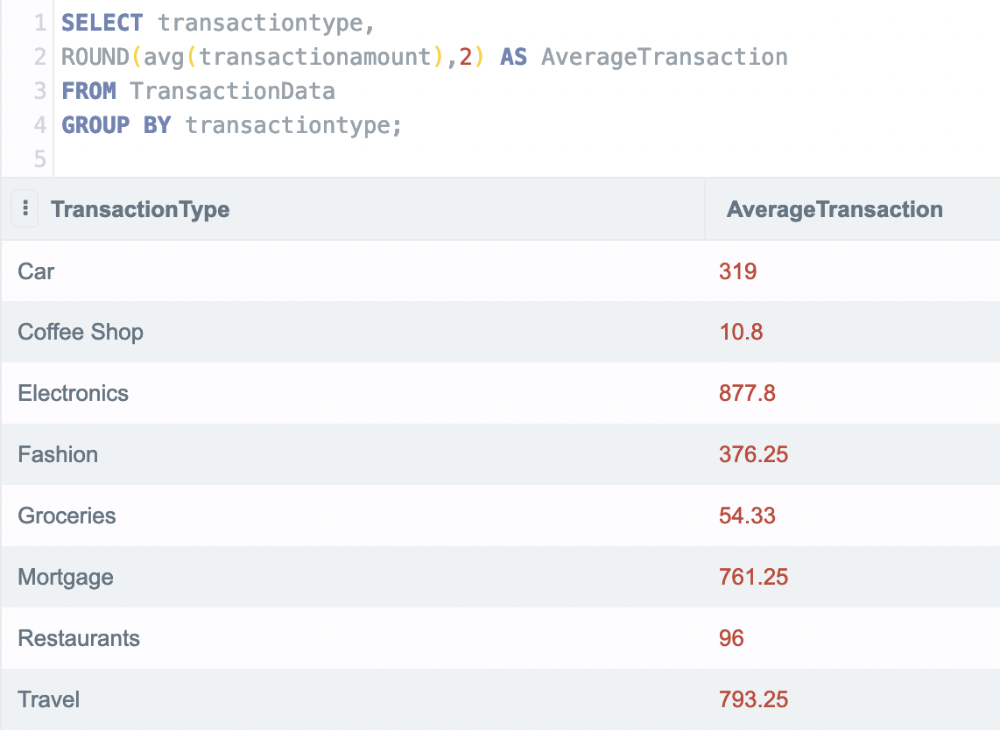 1 SELECT transactiontype,
2 ROUND(avg(transactionamount),2) AS AverageTransaction
3 FROM TransactionData
4 GROUP BY transactiontype;
5
TransactionType AverageTransaction
Car 319
Coffee Shop 10.8
Electronics 877.8
Fashion 376.25
Groceries 54.33
Mortgage 761.25
Restaurants 96
Travel 793.25